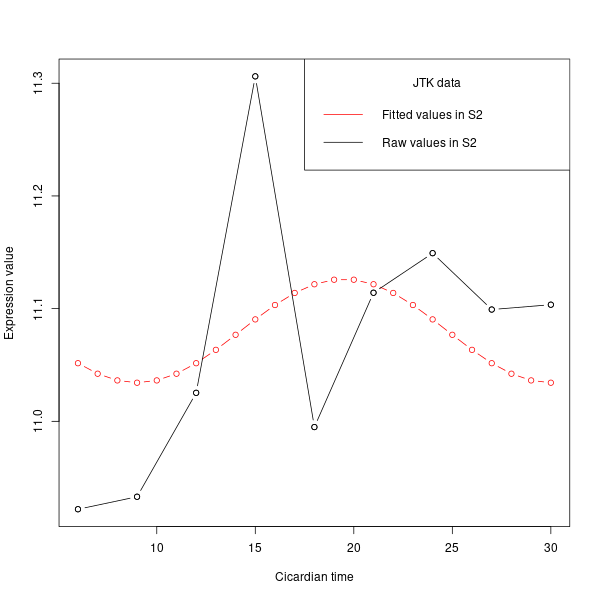 JTK data
Fitted values in S2
Raw values in S2
11.3
11.2
11.1
11.0
Expression value
10 15 20 25 30
Cicardian time